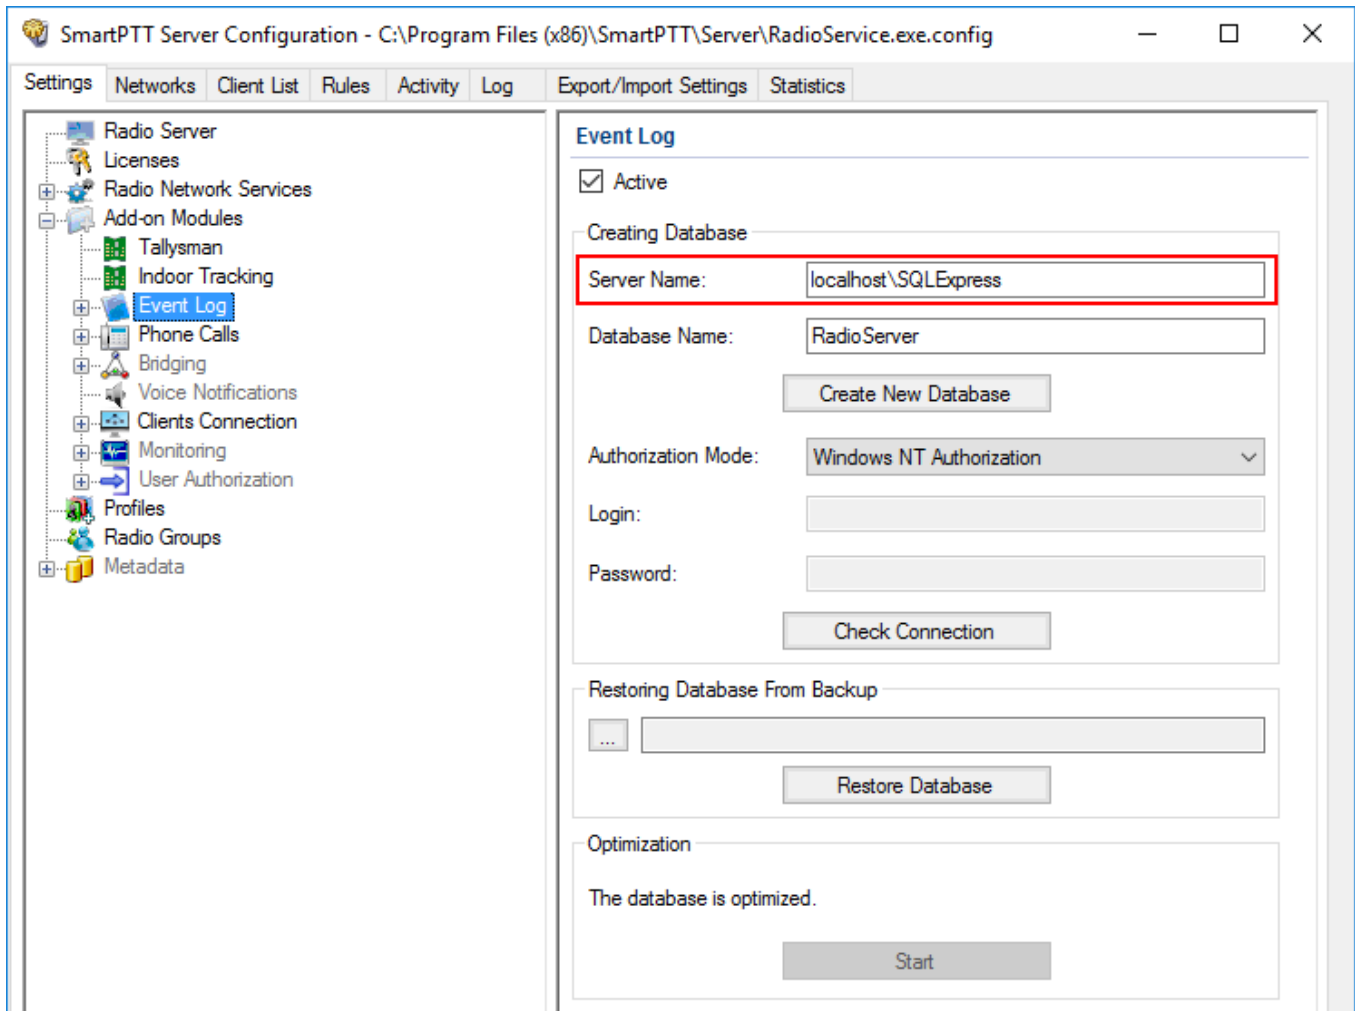 SmartPTT Server Configuration - C:\Program Files (x86)\SmartPTT\Server\RadioService.exe.config
Settings Networks Client List Rules Activity Log Export/Import Settings Statistics
Radio Server
Licenses
Radio Network Services
Add-on Modules
Tallysman
Indoor Tracking
Event Log
Phone Calls
Bridging
Voice Notifications
Clients Connection
Monitoring
User Authorization
Profiles
Radio Groups
Metadata
Event Log
Active
Creating Database
Server Name: localhost\SQLExpress
Database Name: RadioServer
Create New Database
Authorization Mode: Windows NT Authorization
Login:
Password:
Check Connection
Restoring Database From Backup
...
Restore Database
Optimization
The database is optimized.
Start